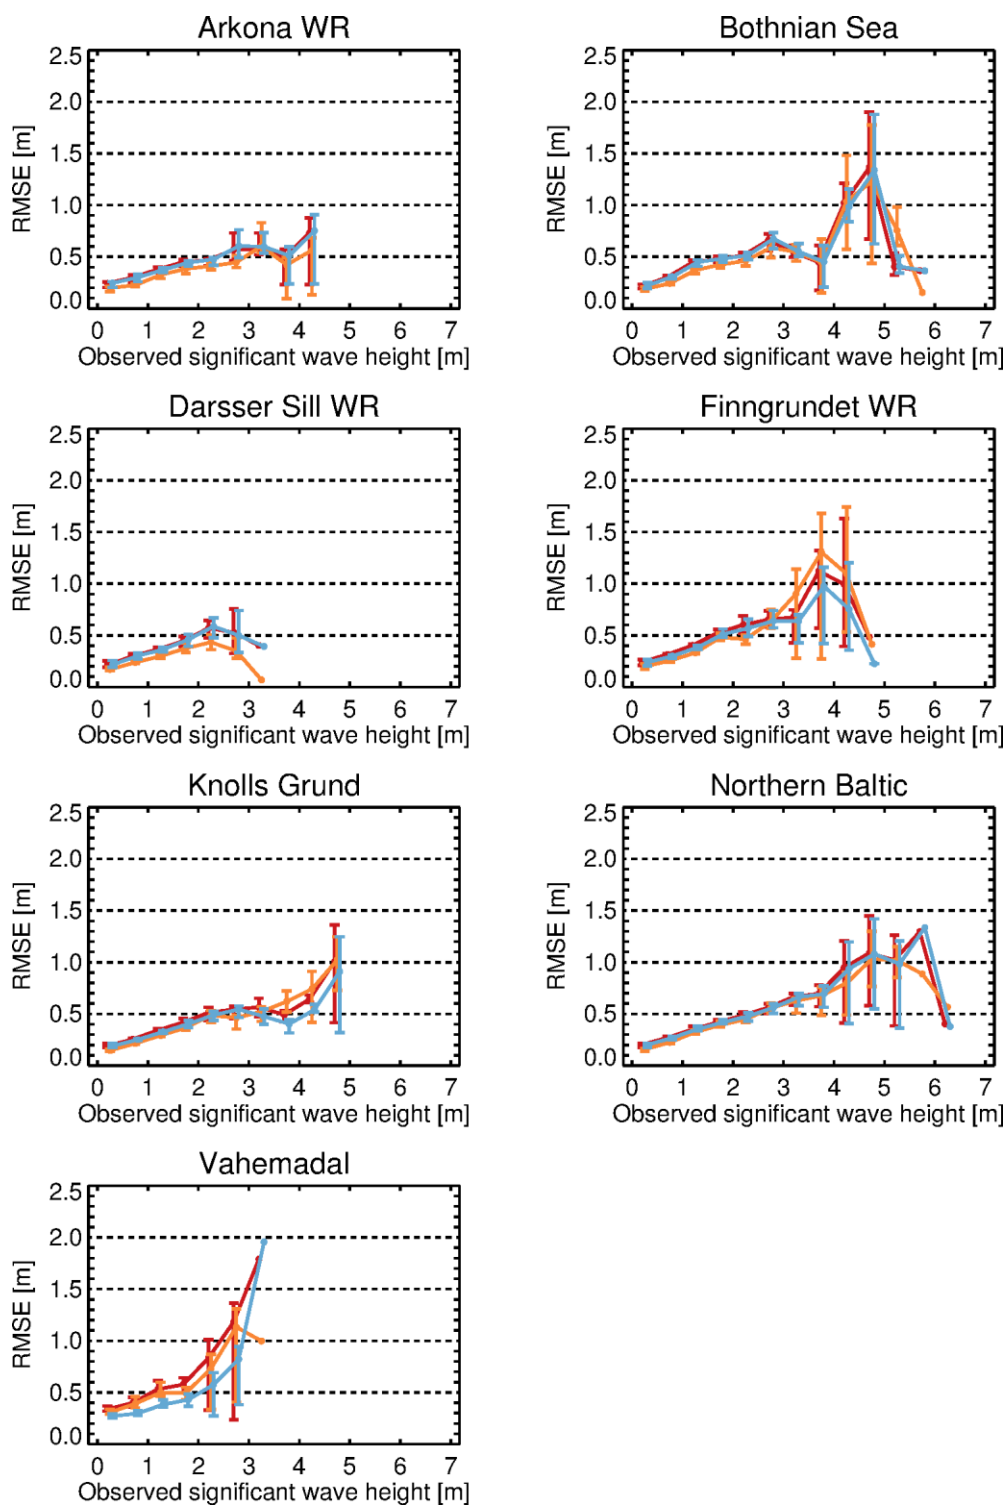 Arkona WR
2.5
2.0
1.5
1.0
0.5
0.0
RMSE [m]
0 1 2 3 4 5 6 7
Observed significant wave height [m]
Bothnian Sea
2.5
2.0
1.5
1.0
0.5
0.0
RMSE [m]
0 1 2 3 4 5 6 7
Observed significant wave height [m]
Darsser Sill WR
2.5
2.0
1.5
1.0
0.5
0.0
RMSE [m]
0 1 2 3 4 5 6 7
Observed significant wave height [m]
Finngrundet WR
2.5
2.0
1.5
1.0
0.5
0.0
RMSE [m]
0 1 2 3 4 5 6 7
Observed significant wave height [m]
Knolls Grund
2.5
2.0
1.5
1.0
0.5
0.0
RMSE [m]
0 1 2 3 4 5 6 7
Observed significant wave height [m]
Northern Baltic
2.5
2.0
1.5
1.0
0.5
0.0
RMSE [m]
0 1 2 3 4 5 6 7
Observed significant wave height [m]
Vahemadal
2.5
2.0
1.5
1.0
0.5
0.0
RMSE [m]
0 1 2 3 4 5 6 7
Observed significant wave height [m]